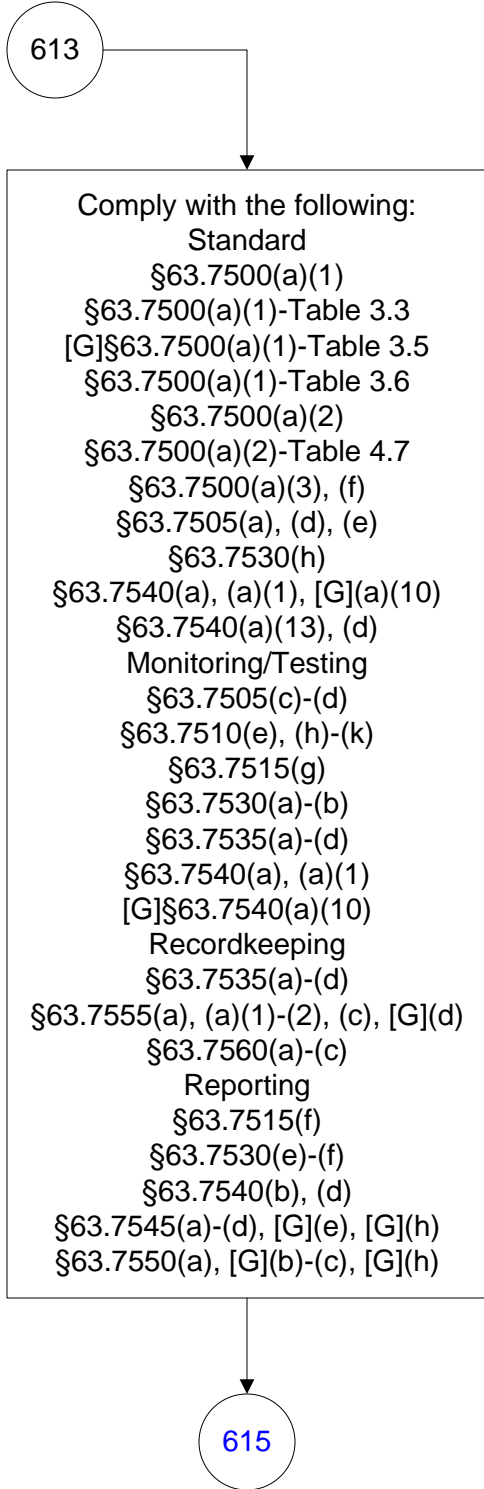 613
Comply with the following:
Standard
§63.7500(a)(1)
§63.7500(a)(1)-Table 3.3
[G]§63.7500(a)(1)-Table 3.5
§63.7500(a)(1)-Table 3.6
§63.7500(a)(2)
§63.7500(a)(2)-Table 4.7
§63.7500(a)(3), (f)
§63.7505(a), (d), (e)
§63.7530(h)
§63.7540(a), (a)(1), [G](a)(10)
§63.7540(a)(13), (d)
Monitoring/Testing
§63.7505(c)-(d)
§63.7510(e), (h)-(k)
§63.7515(g)
§63.7530(a)-(b)
§63.7535(a)-(d)
§63.7540(a), (a)(1)
[G]§63.7540(a)(10)
Recordkeeping
§63.7535(a)-(d)
§63.7555(a), (a)(1)-(2), (c), [G](d)
§63.7560(a)-(c)
Reporting
§63.7515(f)
§63.7530(e)-(f)
§63.7540(b), (d)
§63.7545(a)-(d), [G](e), [G](h)
§63.7550(a), [G](b)-(c), [G](h)
615